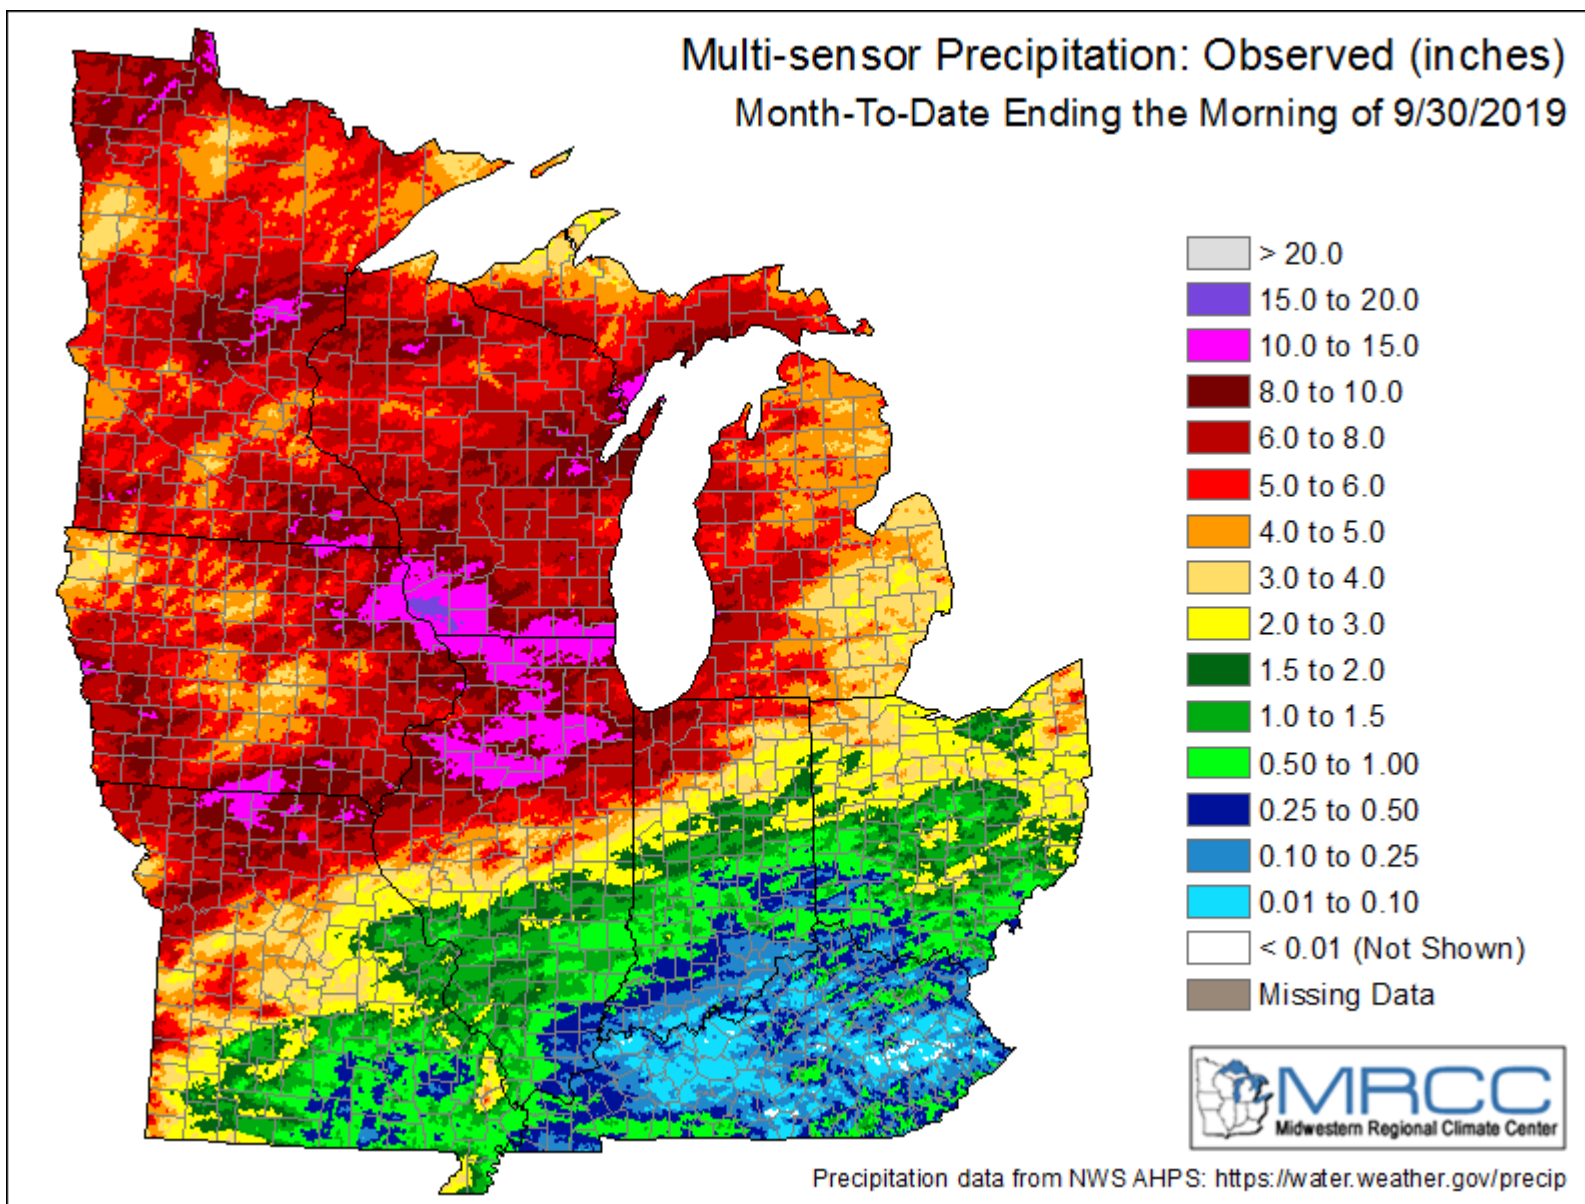 Multi-sensor Precipitation: Observed (inches)
Month-To-Date Ending the Morning of 9/30/2019
> 20.0
15.0 to 20.0
10.0 to 15.0
8.0 to 10.0
6.0 to 8.0
5.0 to 6.0
4.0 to 5.0
3.0 to 4.0
2.0 to 3.0
1.5 to 2.0
1.0 to 1.5
0.50 to 1.00
0.25 to 0.50
0.10 to 0.25
0.01 to 0.10
< 0.01 (Not Shown)
Missing Data
MRCC
Midwestern Regional Climate Center
Precipitation data from NWS AHPS: https://water.weather.gov/precip